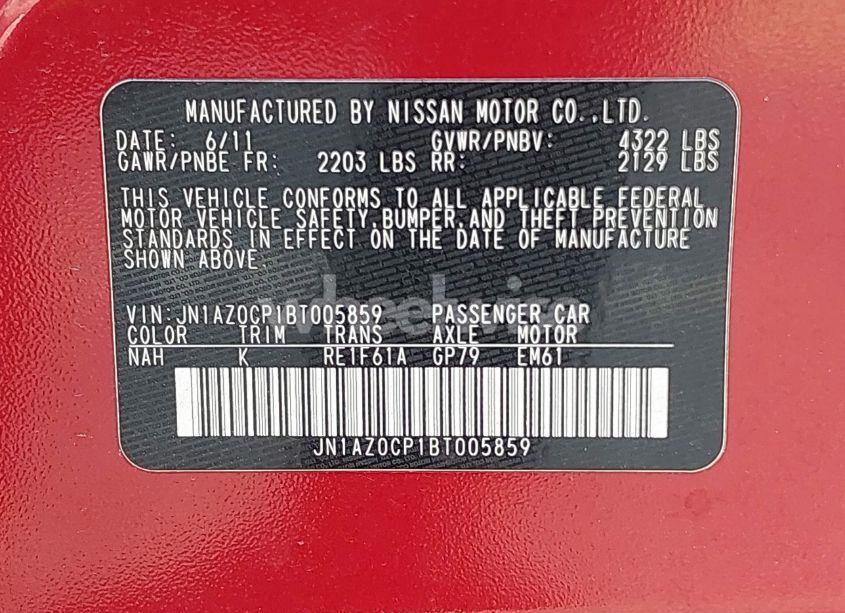 MANUFACTURED BY NISSAN MOTOR CO.,LTD.
DATE: 6/11 GVWR/PNBV: 4322 LBS
GAWR/PNBE FR: 2203 LBS RR: 2129 LBS
THIS VEHICLE CONFORMS TO ALL APPLICABLE FEDERAL
MOTOR VEHICLE SAFETY,BUMPER,AND THEFT PREVENTION
STANDARDS IN EFFECT ON THE DATE OF MANUFACTURE
SHOWN ABOVE.
wheelwire
VIN:JN1AZ0CP1BT005859 PASSENGER CAR
COLOR TRIM TRANS AXLE MOTOR
NAH K RE1F61A GP79 EM61
JN1AZ0CP1BT005859